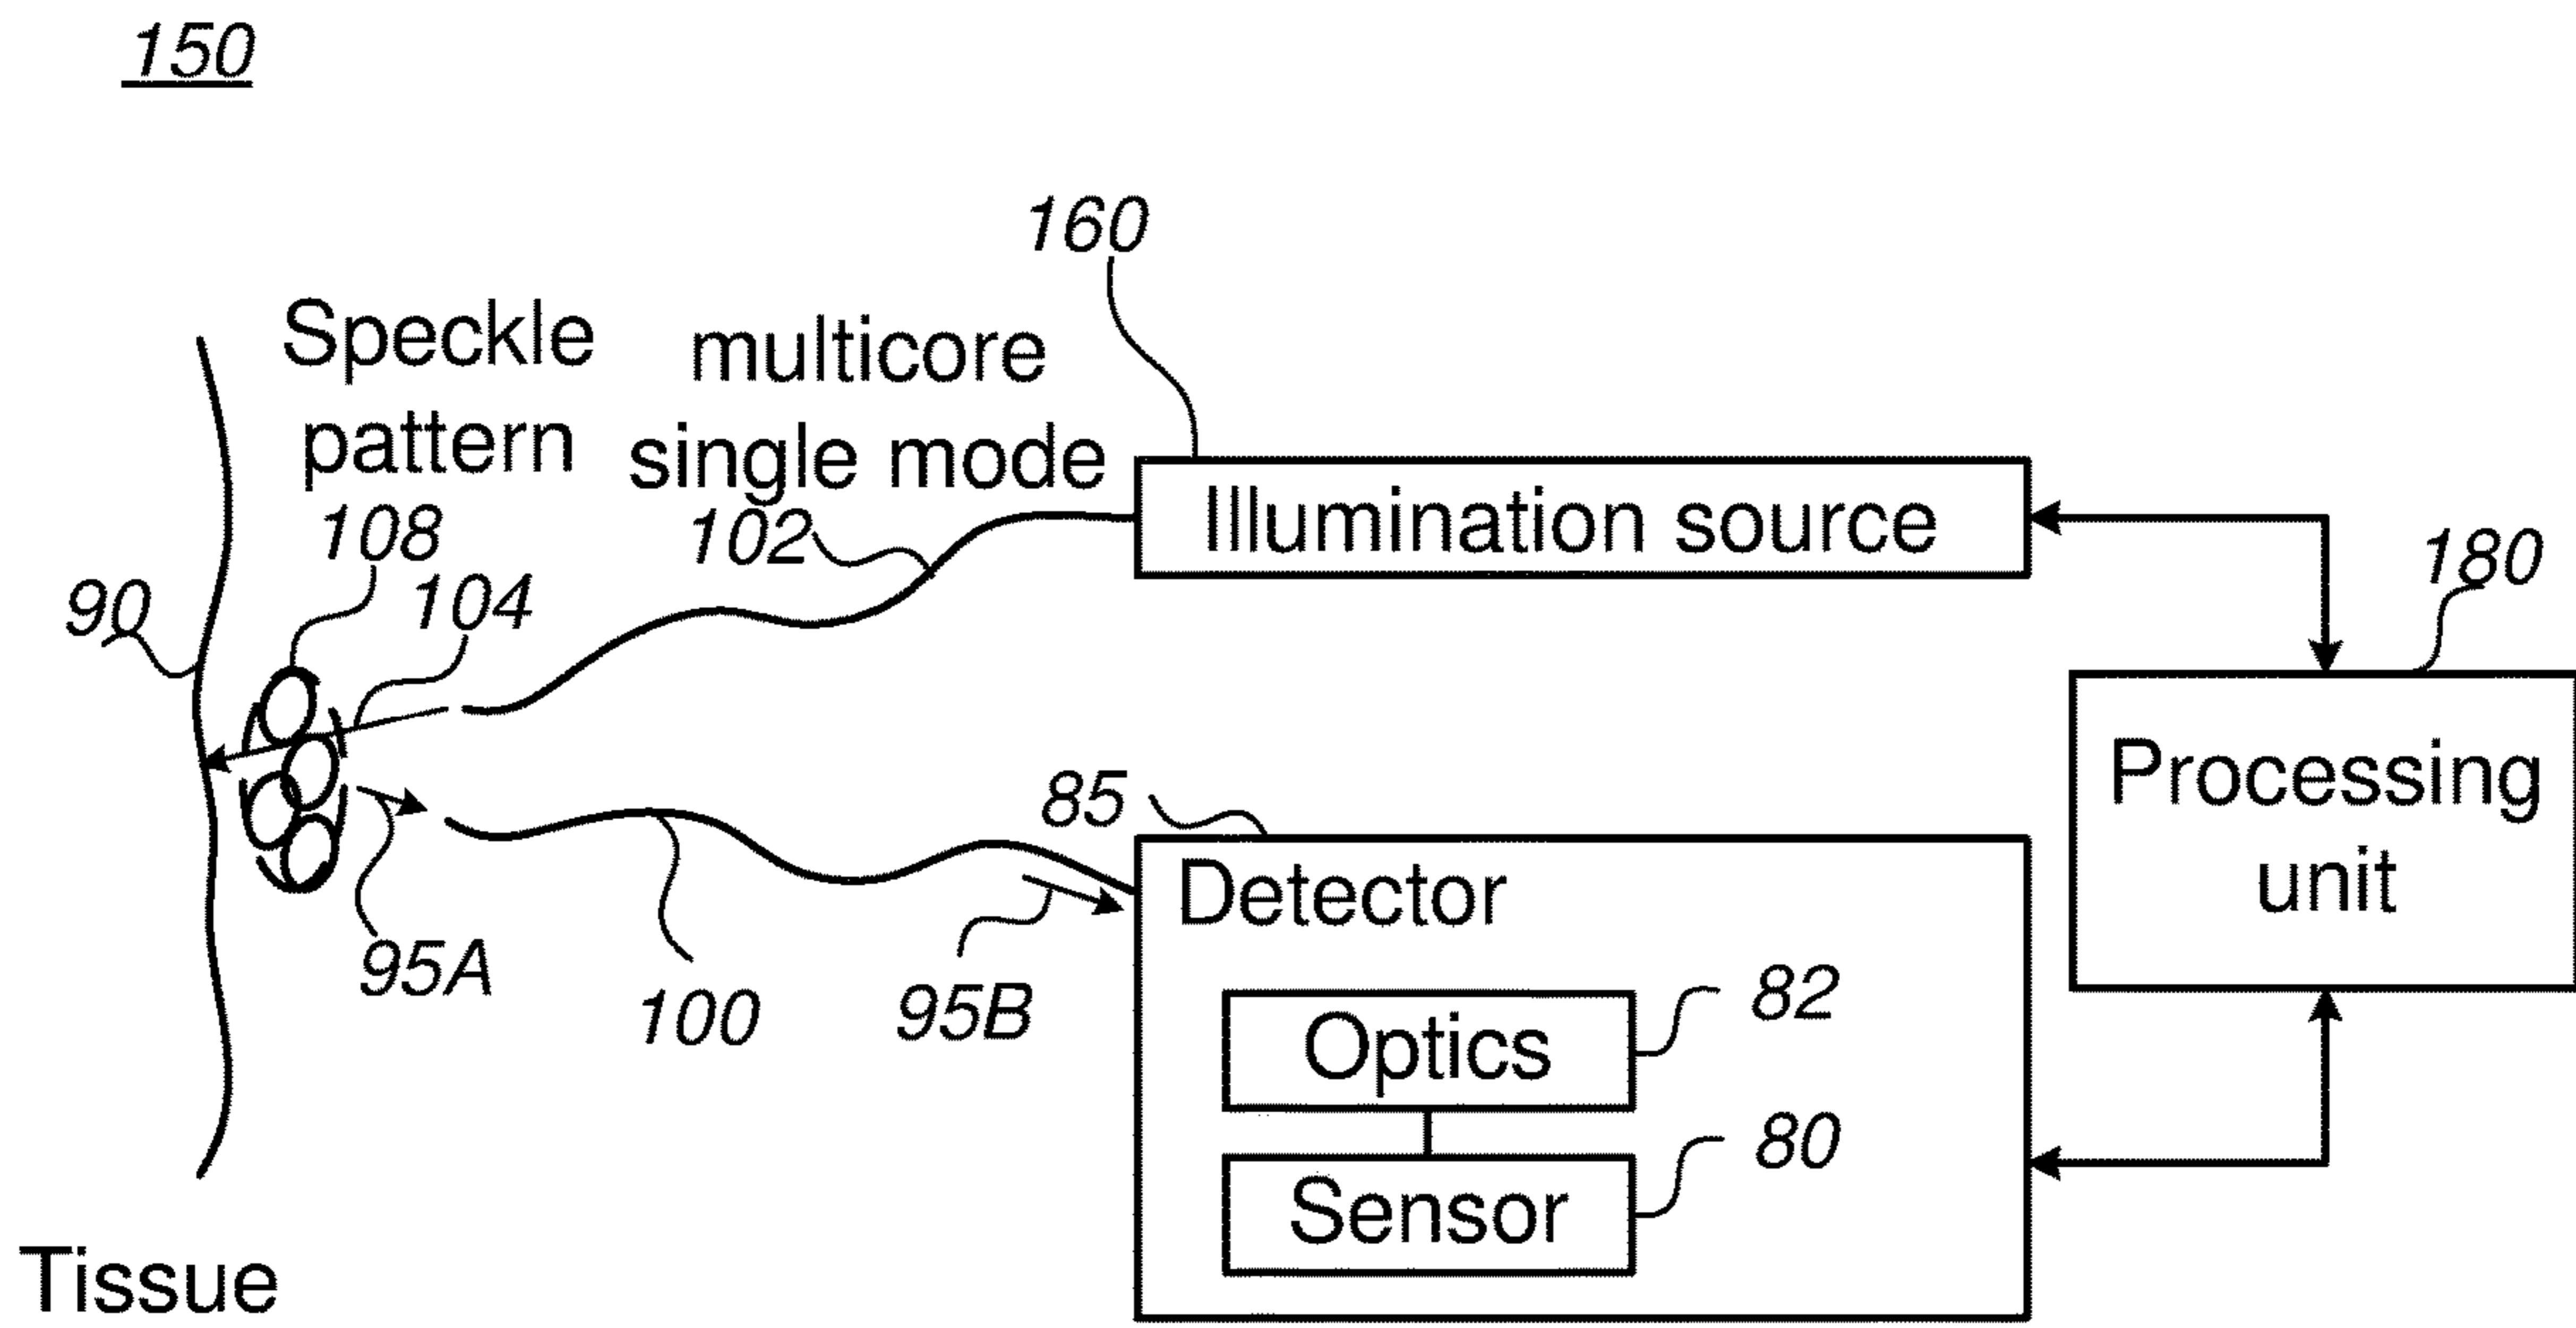 150
160
Speckle
pattern
108
multicore
single mode
102
Illumination source
180
90
104
Processing
unit
85
Detector
95A
100
95B
Optics
82
Sensor
80
Tissue